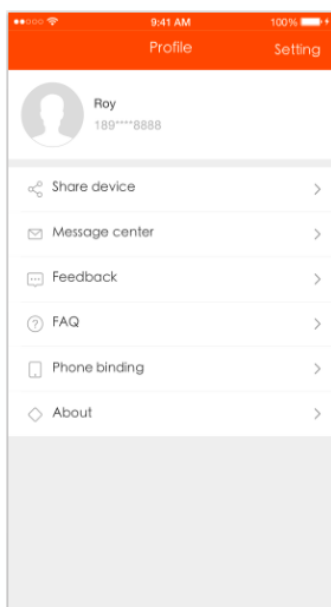 9:41 AM 100%
Profile Setting
Roy
189****8888
Share device
Message center
Feedback
FAQ
Phone binding
About